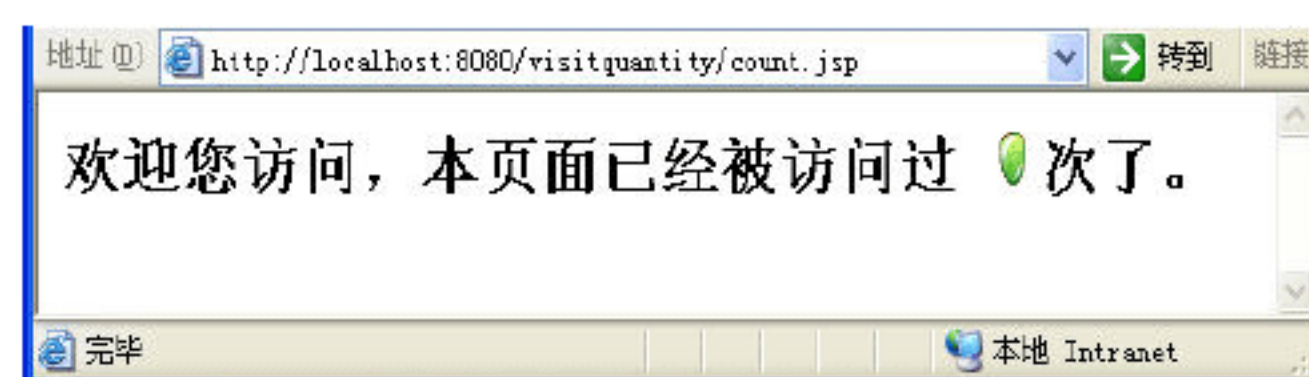 地址(D) http://localhost:8080/visitquantity/count.jsp 转到 链接
欢迎您访问，本页面已经被访问过 次了。
完毕 本地 Intranet